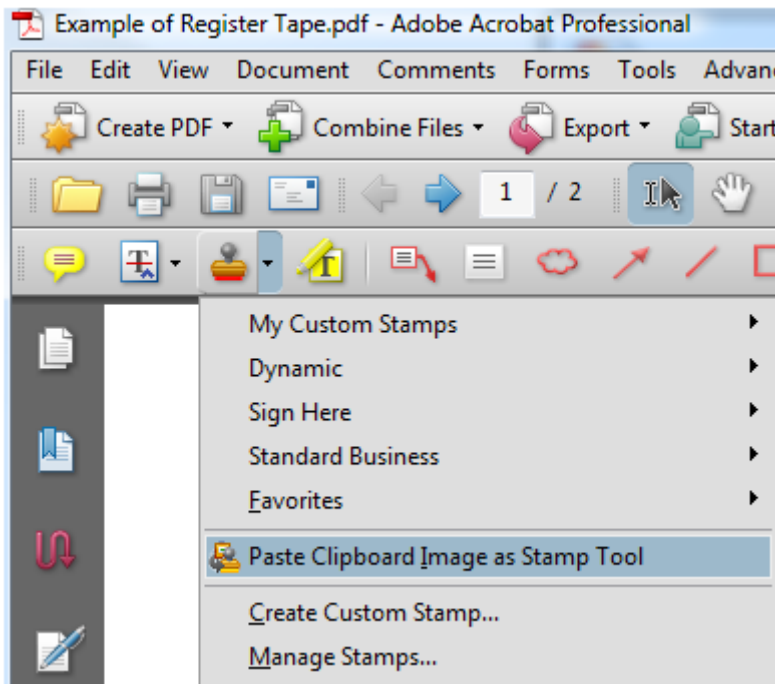 Example of Register Tape.pdf - Adobe Acrobat Professional
File Edit View Document Comments Forms Tools
Create PDF Combine Files Export Start
1 / 2
T T
My Custom Stamps
Dynamic
Sign Here
Standard Business
Favorites
Paste Clipboard Image as Stamp Tool
Create Custom Stamp...
Manage Stamps...